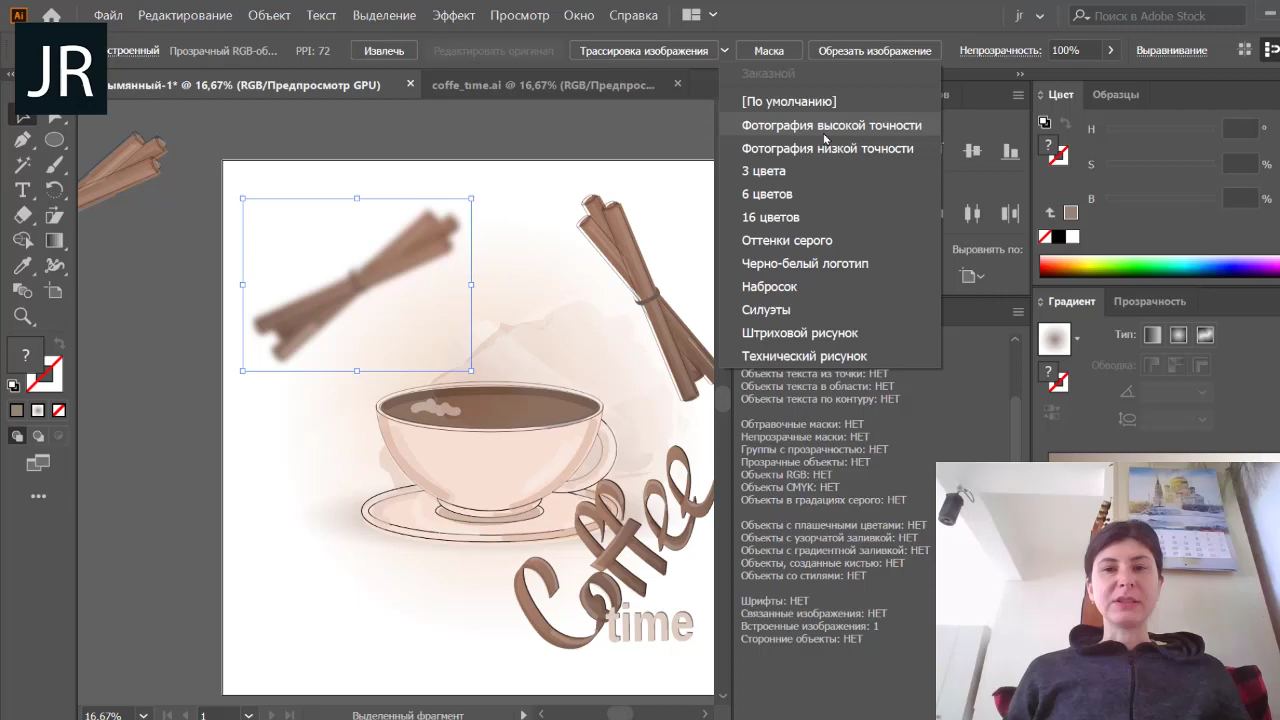 Ai Файл Редактирование Объект Текст Выделение Эффект Просмотр Окно Справка jr Поиск в Adobe Stock
JR
строенный Прозрачный RGB-об... PPI: 72 Извлечь Редактировать оригинал Трассировка изображения Маска Обрезать изображение Непрозрачность: 100% Выравнивание
ымянный-1* @ 16,67% (RGB/Предпросмотр GPU) coffe_time.ai @ 16,67% (RGB/Предпрос...
Заказной
[По умолчанию]
Фотография высокой точности
Фотография низкой точности
3 цвета
6 цветов
16 цветов
Оттенки серого
Черно-белый логотип
Набросок
Силуэты
Штриховой рисунок
Технический рисунок
Объекты текста из точки: НЕТ
Объекты текста в области: НЕТ
Объекты текста по контуру: НЕТ
Обтравочные маски: НЕТ
Непрозрачные маски: НЕТ
Группы с прозрачностью: НЕТ
Прозрачные объекты: НЕТ
Объекты RGB: НЕТ
Объекты CMYK: НЕТ
Объекты в градациях серого: НЕТ
Объекты с плашечными цветами: НЕТ
Объекты с узорчатой заливкой: НЕТ
Объекты с градиентной заливкой: НЕТ
Объекты, созданные кистью: НЕТ
Объекты со стилями: НЕТ
Шрифты: НЕТ
Связанные изображения: НЕТ
Встроенные изображения: 1
Сторонние объекты: НЕТ
Цвет Образцы
H
S %
B %
Выровнять по:
Градиент Прозрачность
Тип:
Обводка:
?
?
?
Coffee
time
16,67% 1 Выделенный фрагмент